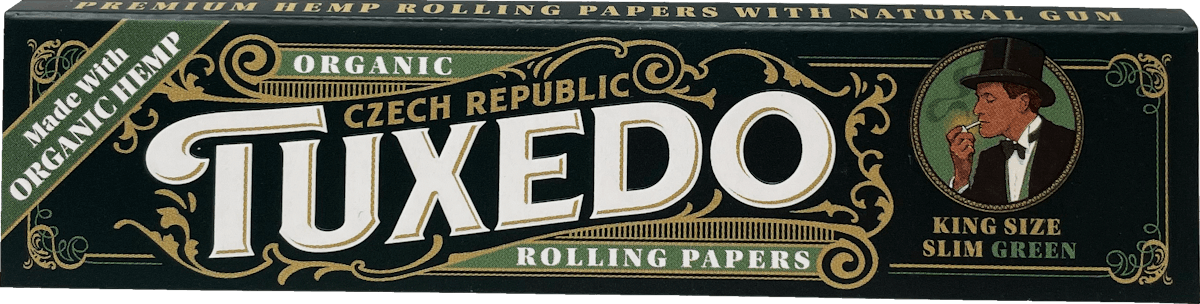 PREMIUM HEMP ROLLING PAPERS WITH NATURAL GUM
Made With
ORGANIC HEMP
ORGANIC
CZECH REPUBLIC
TUXEDO
ROLLING PAPERS
KING SIZE
SLIM GREEN